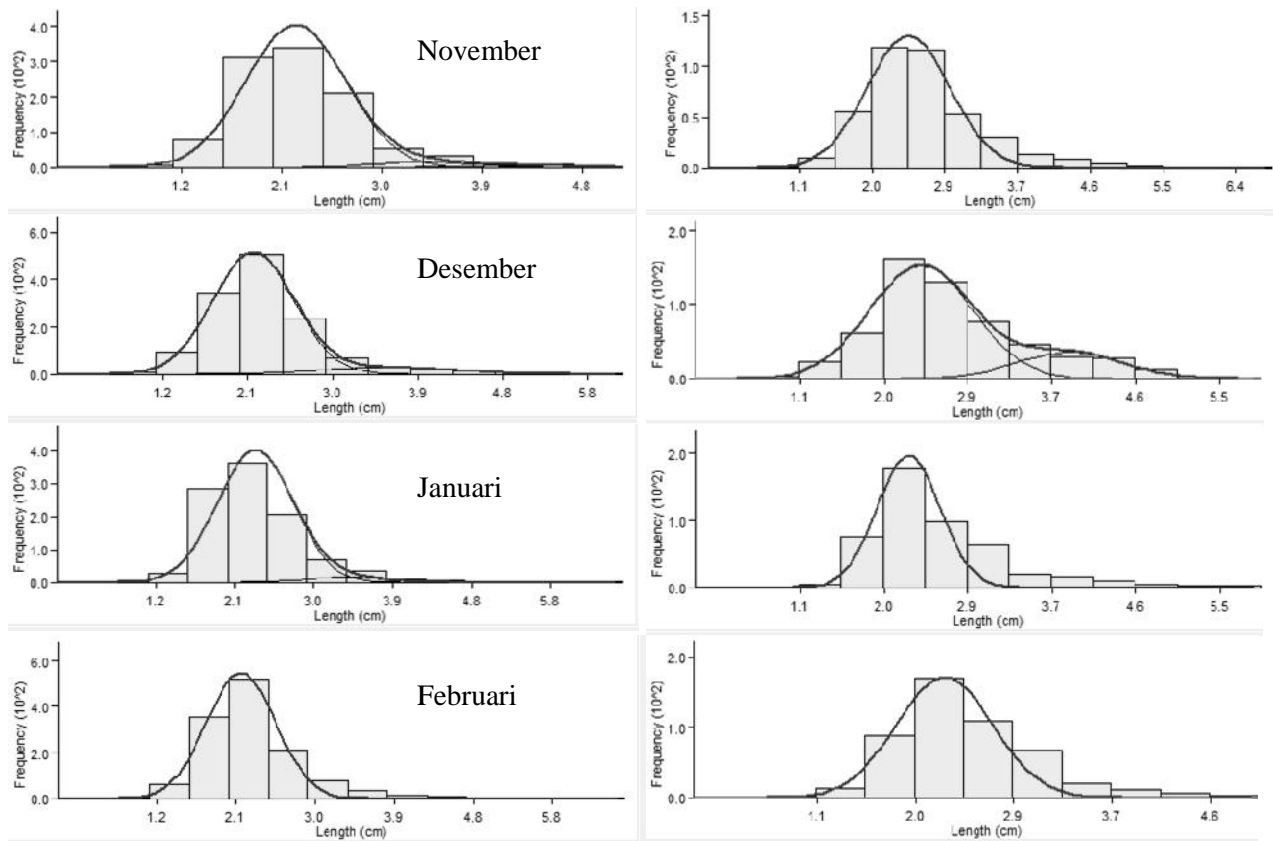 4.0
3.0
2.0
1.0
0.0
Frequency (10^2)
November
1.2 2.1 3.0 3.9 4.8
Length (cm)
1.5
1.0
0.5
0.0
Frequency (10^2)
1.1 2.0 2.9 3.7 4.6 5.5 6.4
Length (cm)
6.0
4.0
2.0
0.0
Frequency (10^2)
Desember
1.2 2.1 3.0 3.9 4.8 5.8
Length (cm)
2.0
1.0
0.0
Frequency (10^2)
1.1 2.0 2.9 3.7 4.6 5.5
Length (cm)
4.0
3.0
2.0
1.0
0.0
Frequency (10^2)
Januari
1.2 2.1 3.0 3.9 4.8 5.8
Length (cm)
2.0
1.0
0.0
Frequency (10^2)
1.1 2.0 2.9 3.7 4.6 5.5
Length (cm)
6.0
4.0
2.0
0.0
Frequency (10^2)
Februari
1.2 2.1 3.0 3.9 4.8 5.8
Length (cm)
2.0
1.0
0.0
Frequency (10^2)
1.1 2.0 2.9 3.7 4.6
Length (cm)